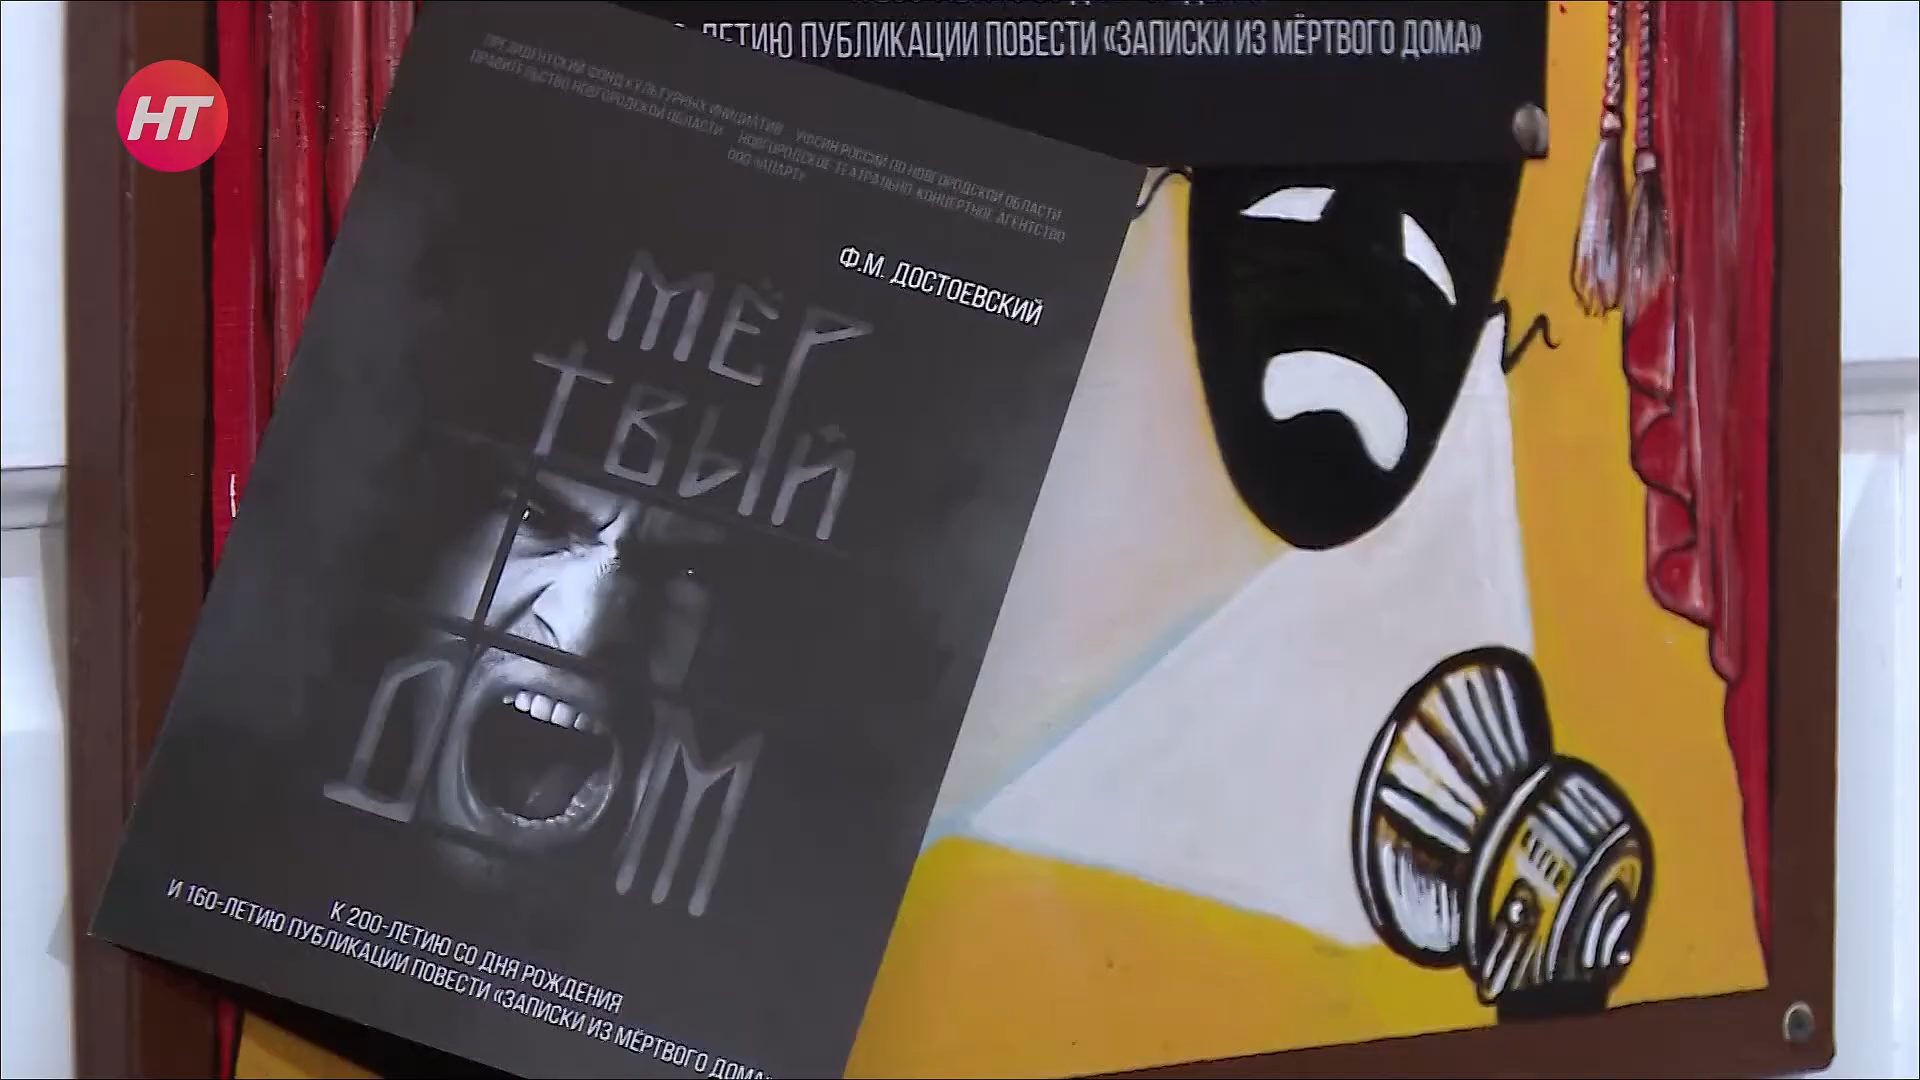 НТ
-ЛЕТИЮ ПУБЛИКАЦИИ ПОВЕСТИ «ЗАПИСКИ ИЗ МЁРТВОГО ДОМА»
ПРЕЗИДЕНТСКИЙ ФОНД КУЛЬТУРНЫХ ИНИЦИАТИВ УФСИН РОССИИ ПО НОВГОРОДСКОЙ ОБЛАСТИ
ПРАВИТЕЛЬСТВО НОВГОРОДСКОЙ ОБЛАСТИ НОВГОРОДСКОЕ ТЕАТРАЛЬНО-КОНЦЕРТНОЕ АГЕНТСТВО
ООО «АПАРТ»
Ф.М. ДОСТОЕВСКИЙ
МЁР
ТВЫЙ
ДОМ
К 200-ЛЕТИЮ СО ДНЯ РОЖДЕНИЯ
И 160-ЛЕТИЮ ПУБЛИКАЦИИ ПОВЕСТИ «ЗАПИСКИ ИЗ МЁРТВОГО ДОМА»